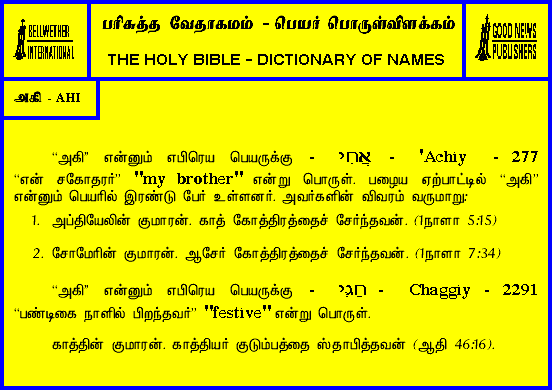 BELLWETHER
INTERNATIONAL
பரிசுத்த வேதாகமம் - பெயர் பொருள்விளக்கம்
THE HOLY BIBLE - DICTIONARY OF NAMES
GOOD NEWS
PUBLISHERS
அகி - AHI
“அகி” என்னும் எபிரெய பெயருக்கு - אֲחִי - 'Achiy - 277
“என் சகோதரர்” "my brother" என்று பொருள். பழைய ஏற்பாட்டில் “அகி”
என்னும் பெயரில் இரண்டு பேர் உள்ளனர். அவர்களின் விவரம் வருமாறு:
1. அப்தியேலின் குமாரன். காத் கோத்திரத்தைச் சேர்ந்தவன். (1நாளா 5:15)
2. சோமேரின் குமாரன். ஆசேர் கோத்திரத்தைச் சேர்ந்தவன். (1நாளா 7:34)
“அகி” என்னும் எபிரெய பெயருக்கு - חַגִּי - Chaggiy - 2291
“பண்டிகை நாளில் பிறந்தவர்” "festive" என்று பொருள்.
காத்தின் குமாரன். காத்தியர் குடும்பத்தை ஸ்தாபித்தவன் (ஆதி 46:16).